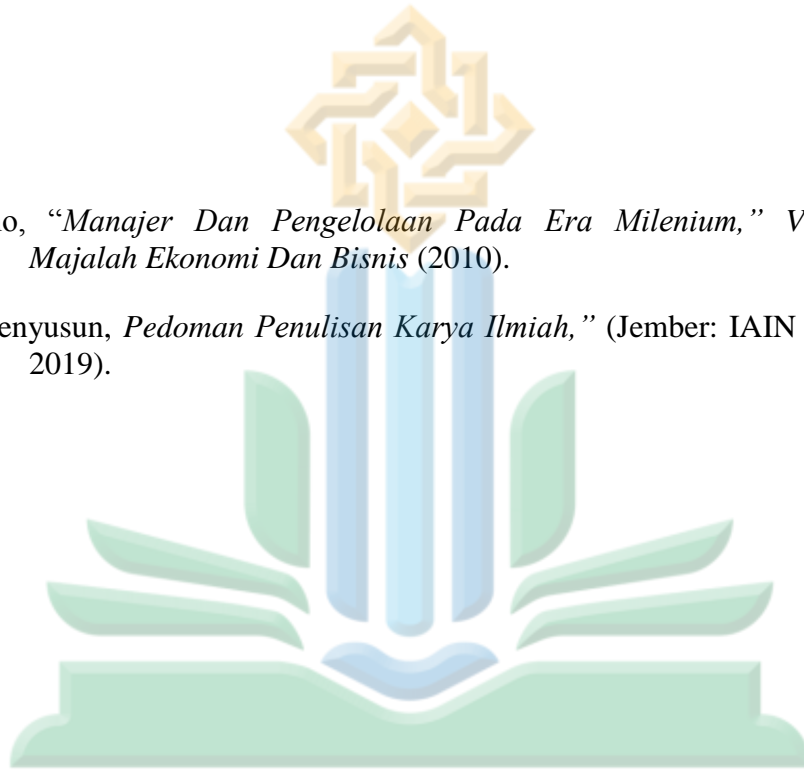 o, “Manajer Dan Pengelolaan Pada Era Milenium,” V
Majalah Ekonomi Dan Bisnis (2010).
enyusun, Pedoman Penulisan Karya Ilmiah,” (Jember: IAIN
2019).